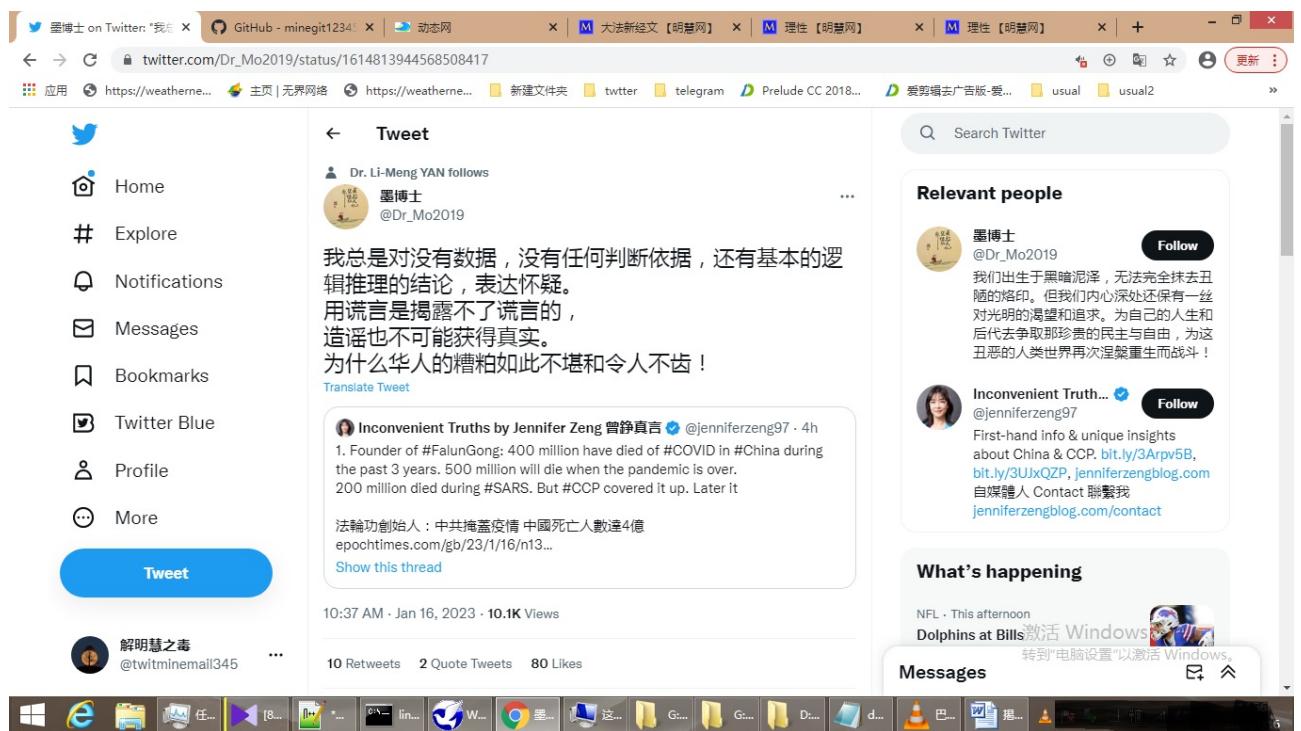 墨博士 on Twitter: "我总
GitHub - minegit12345
动态网
大法新经文【明慧网】
理性 【明慧网】
理性 【明慧网】
twitter.com/Dr_Mo2019/status/1614813944568508417
更新
应用
https://weatherne...
主页 | 无界网络
https://weatherne...
新建文件夹
twtter
telegram
Prelude CC 2018...
爱剪辑去广告版-爱...
usual
usual2
»
Home
Explore
Notifications
Messages
Bookmarks
Twitter Blue
Profile
More
Tweet
解明慧之毒
@twitminemail345
Tweet
Dr. Li-Meng YAN follows
墨博士
@Dr_Mo2019
我总是对没有数据，没有任何判断依据，还有基本的逻
辑推理的结论，表达怀疑。
用谎言是揭露不了谎言的，
造谣也不可能获得真实。
为什么华人的糟粕如此不堪和令人不齿！
Translate Tweet
Inconvenient Truths by Jennifer Zeng 曾錚真言 @jenniferzeng97 · 4h
1. Founder of #FalunGong: 400 million have died of #COVID in #China during
the past 3 years. 500 million will die when the pandemic is over.
200 million died during #SARS. But #CCP covered it up. Later it
法輪功創始人：中共掩蓋疫情 中國死亡人數達4億
epochtimes.com/gb/23/1/16/n13...
Show this thread
10:37 AM · Jan 16, 2023 · 10.1K Views
10 Retweets 2 Quote Tweets 80 Likes
Search Twitter
Relevant people
墨博士
@Dr_Mo2019
Follow
我们出生于黑暗泥泽，无法完全抹去丑
陋的烙印。但我们内心深处还保有一丝
对光明的渴望和追求。为自己的人生和
后代去争取那珍贵的民主与自由，为这
丑恶的人类世界再次涅槃重生而战斗！
Inconvenient Truth...
@jenniferzeng97
Follow
First-hand info & unique insights
about China & CCP. bit.ly/3Arpv5B,
bit.ly/3UJxQZP, jenniferzengblog.com
自媒體人 Contact 聯繫我
jenniferzengblog.com/contact
What's happening
NFL · This afternoon
Dolphins at Bills
激活 Windows
转到"电脑设置"以激活 Windows。
Messages
任...
[8...
lin...
W...
墨...
这...
G:...
G:...
D:...
d...
巴...
揭...